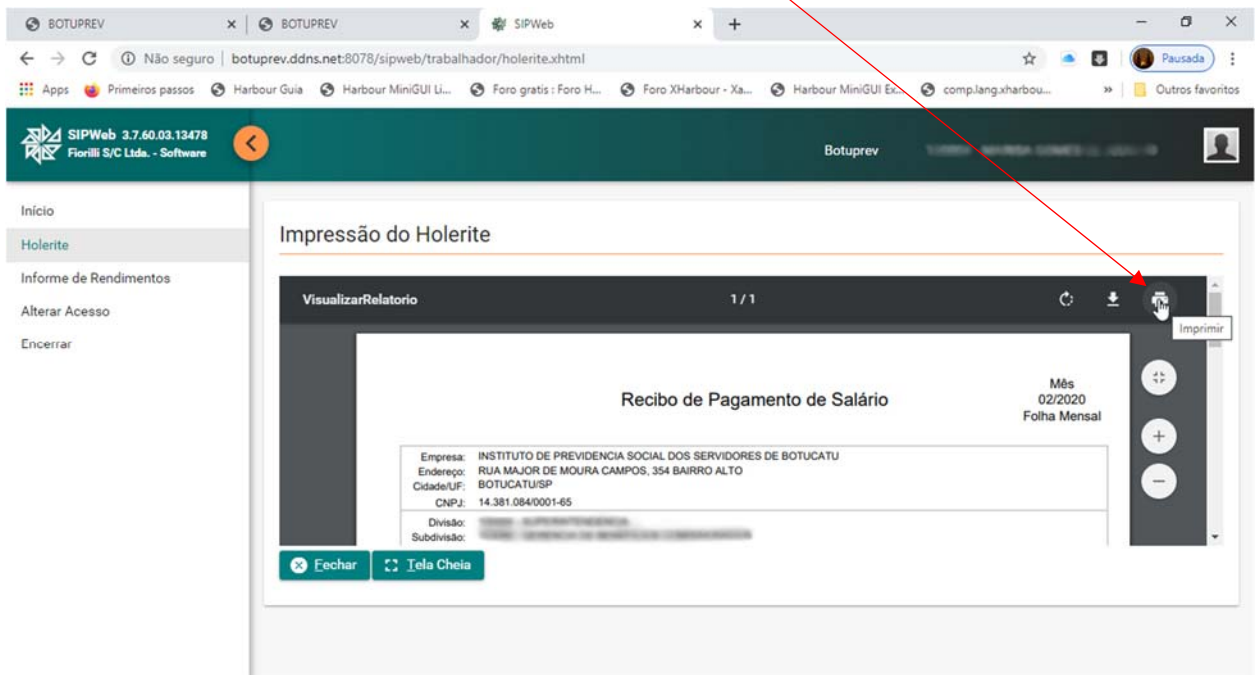 BOTUPREV
BOTUPREV
SIPWeb
Não seguro
botuprev.ddns.net:8078/sipweb/trabalhador/holerite.xhtml
Pausada
Apps
Primeiros passos
Harbour Guia
Harbour MiniGUI Li...
Foro gratis : Foro H...
Foro XHarbour - Xa...
Harbour MiniGUI Ex...
comp.lang.xharbou...
Outros favoritos
SIPWeb 3.7.60.03.13478
Fiorilli S/C Ltda. - Software
Botuprev
Início
Holerite
Informe de Rendimentos
Alterar Acesso
Encerrar
Impressão do Holerite
VisualizarRelatorio
1 / 1
Imprimir
Recibo de Pagamento de Salário
Mês
02/2020
Folha Mensal
Empresa: INSTITUTO DE PREVIDENCIA SOCIAL DOS SERVIDORES DE BOTUCATU
Endereço: RUA MAJOR DE MOURA CAMPOS, 354 BAIRRO ALTO
Cidade/UF: BOTUCATU/SP
CNPJ: 14.381.084/0001-65
Divisão:
Subdivisão:
Fechar
Tela Cheia